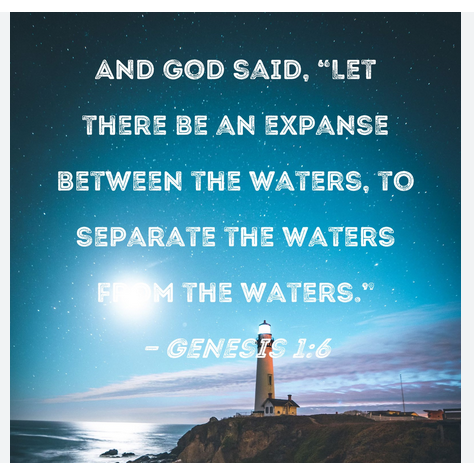 AND GOD SAID, “LET
THERE BE AN EXPANSE
BETWEEN THE WATERS, TO
SEPARATE THE WATERS
FROM THE WATERS.”
– GENESIS 1:6